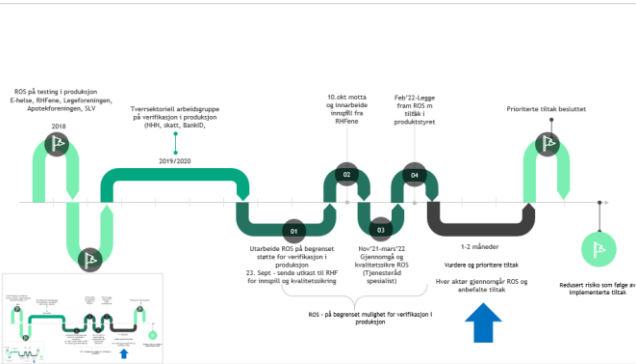 ROS på testing i produksjon
E-helse, RHFene, Legeforeningen,
Apotekforeningen, SLV
2018
Tverrsektoriell arbeidsgruppe
på verifikasjon i produksjon
(NHN, skatt, BankID,
2019/2020
10.okt motta
og innarbeide
innspill fra
RHFene
Feb'22-Legge
fram ROS m
tiltak i
produktstyret
Prioriterte tiltak besluttet
02
04
01
03
Utarbeide ROS på begrenset
støtte for verifikasjon i
produksjon
23. Sept - sende utkast til RHF
for innspill og kvalitetssikring
Nov'21-mars'22
Gjennomgå og
kvalitetssikre ROS
(Tjenesteråd
spesialist)
1-2 måneder
Vurdere og prioritere tiltak
Hver aktør gjennomgår ROS og
anbefalte tiltak
Redusert risiko som følge av
implementerte tiltak
ROS - på begrenset mulighet for verifikasjon i
produksjon